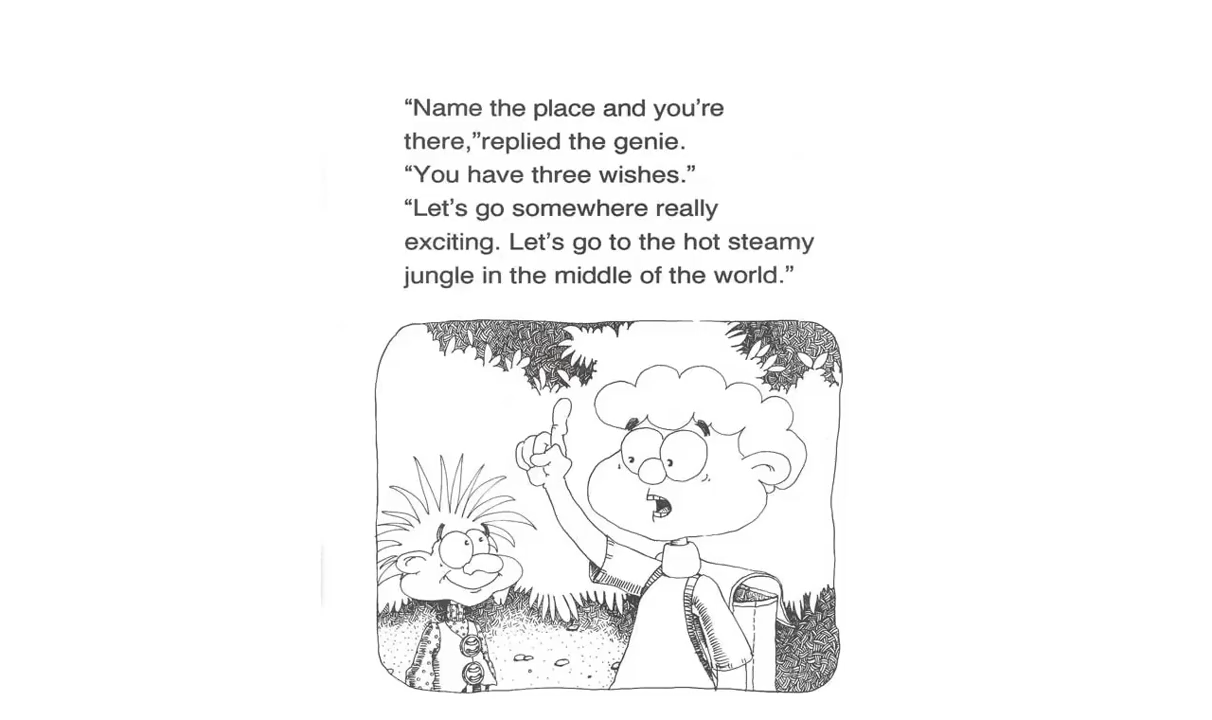 “Name the place and you’re
there,”replied the genie.
“You have three wishes.”
“Let’s go somewhere really
exciting. Let’s go to the hot steamy
jungle in the middle of the world.”